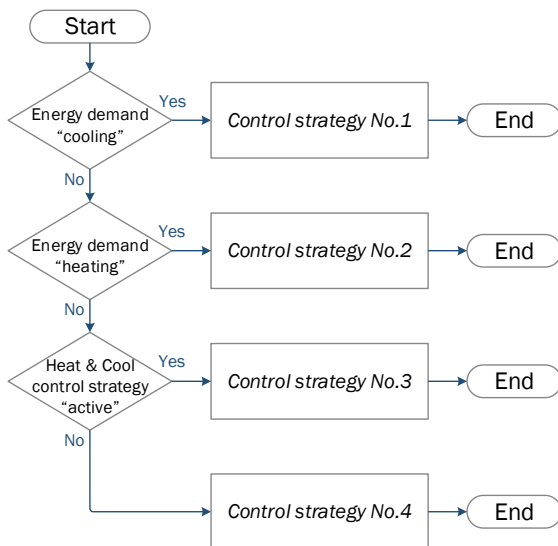 Start
Energy demand
“cooling”
Yes
Control strategy No.1
End
No
Energy demand
“heating”
Yes
Control strategy No.2
End
No
Heat & Cool
control strategy
“active”
Yes
Control strategy No.3
End
No
Control strategy No.4
End